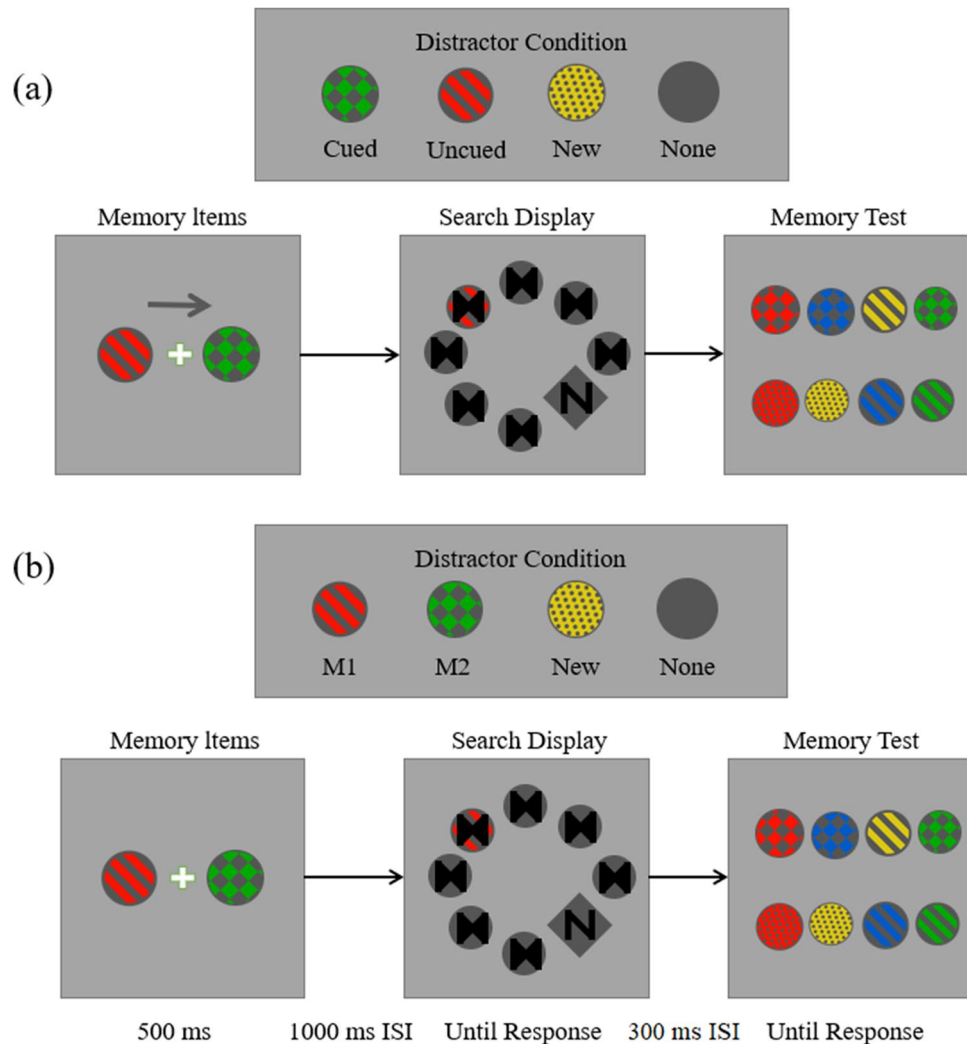 (a)
Distractor Condition
Cued Uncued New None
Memory Items Search Display Memory Test
N
(b)
Distractor Condition
M1 M2 New None
Memory Items Search Display Memory Test
N
500 ms 1000 ms ISI Until Response 300 ms ISI Until Response